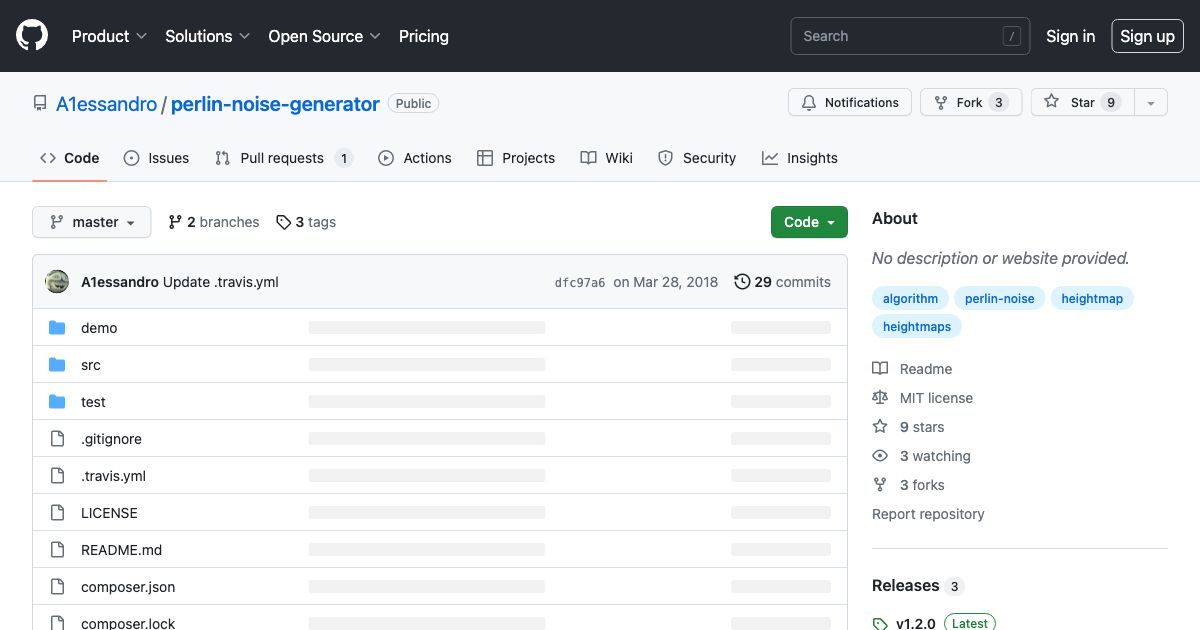 Product Solutions Open Source Pricing Search / Sign in Sign up
A1essandro / perlin-noise-generator Public Notifications Fork 3 Star 9
Code Issues Pull requests 1 Actions Projects Wiki Security Insights
master 2 branches 3 tags Code
A1essandro Update .travis.yml dfc97a6 on Mar 28, 2018 29 commits
demo
src
test
.gitignore
.travis.yml
LICENSE
README.md
composer.json
composer.lock
About
No description or website provided.
algorithm perlin-noise heightmap
heightmaps
Readme
MIT license
9 stars
3 watching
3 forks
Report repository
Releases 3
v1.2.0 Latest